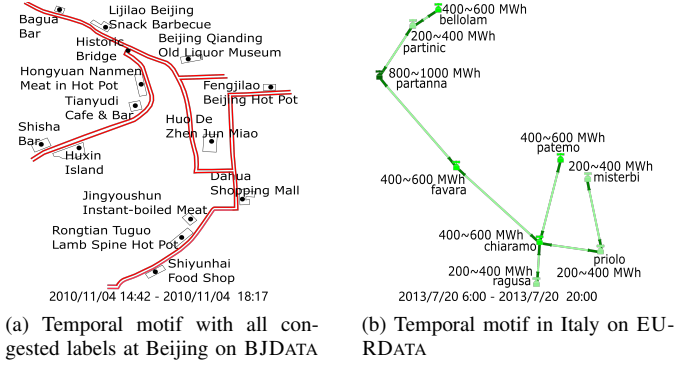 Bagua
Bar
Lijilao Beijing
Snack Barbecue
Historic
Bridge
Beijing Qianding
Old Liquor Museum
Hongyuan Nanmen
Meat in Hot Pot
Tianyudi
Cafe & Bar
Fengjilao
Beijing Hot Pot
Shisha
Bar
Huxin
Island
Huo De
Zhen Jun Miao
Dahua
Shopping Mall
Jingyoushun
Instant-boiled Meat
Rongtian Tuguo
Lamb Spine Hot Pot
Shiyunhai
Food Shop
2010/11/04 14:42 - 2010/11/04 18:17
(a) Temporal motif with all con-
gested labels at Beijing on BJDATA
400~600 MWh
bellolam
200~400 MWh
partinic
800~1000 MWh
partanna
400~600 MWh
favara
400~600 MWh
patemo
200~400 MWh
misterbi
400~600 MWh
chiaramo
priolo
200~400 MWh
200~400 MWh
ragusa
2013/7/20 6:00 - 2013/7/20 20:00
(b) Temporal motif in Italy on EU-
RDATA